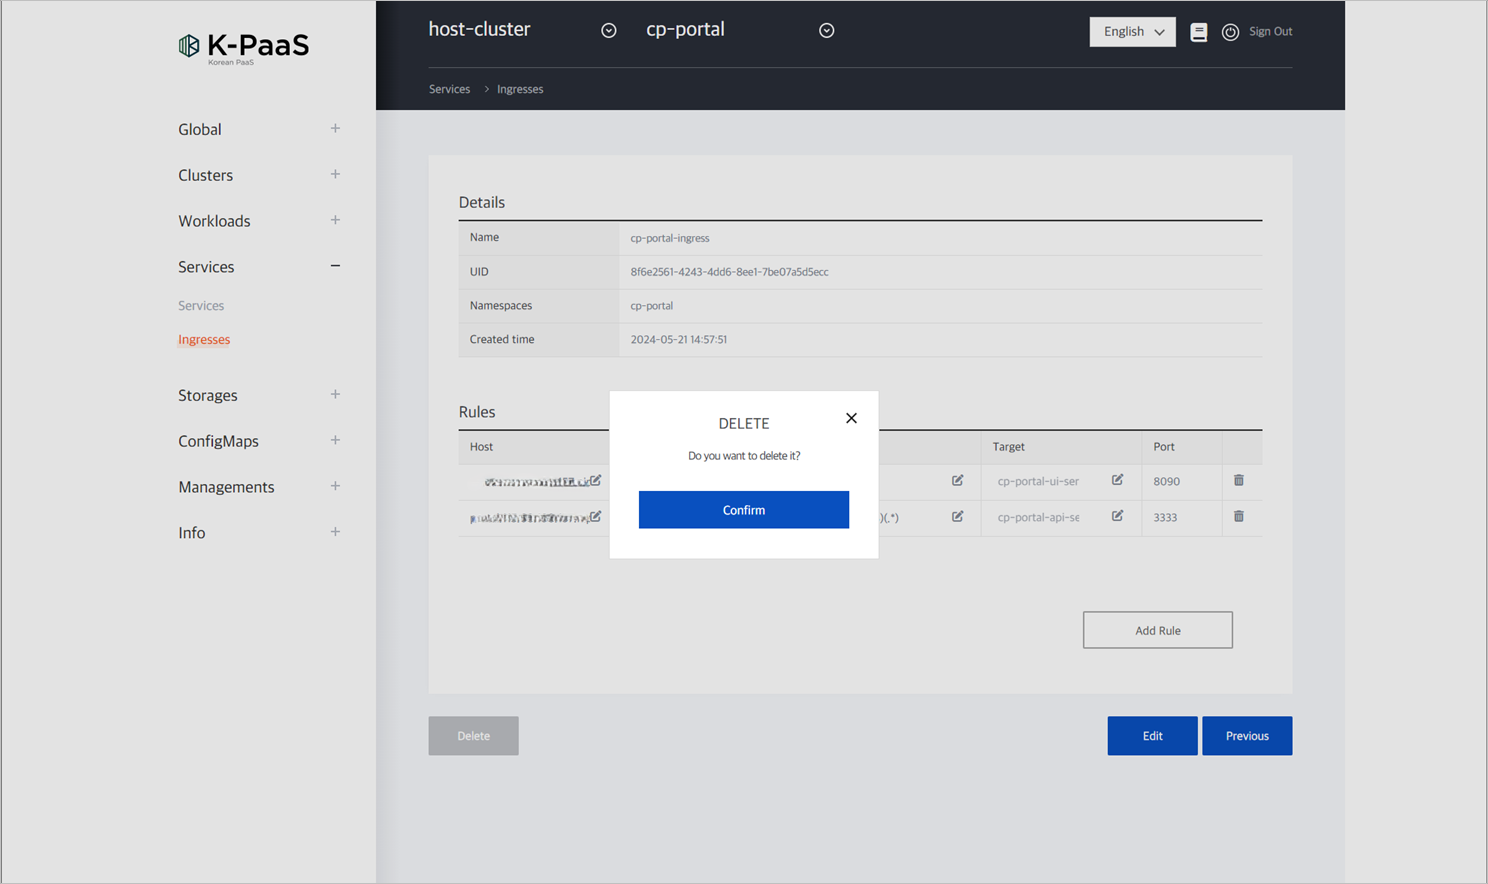 K-PaaS
Korean PaaS
host-cluster
cp-portal
English
Sign Out
Services > Ingresses
Global +
Clusters +
Workloads +
Services −
Services
Ingresses
Storages +
ConfigMaps +
Managements +
Info +
Details
Name cp-portal-ingress
UID 8f6e2561-4243-4dd6-8ee1-7be07a5d5ecc
Namespaces cp-portal
Created time 2024-05-21 14:57:51
Rules
Host Target Port
cp-portal-ui-ser 8090
)(.*) cp-portal-api-se 3333
DELETE
Do you want to delete it?
Confirm
Add Rule
Delete
Edit
Previous